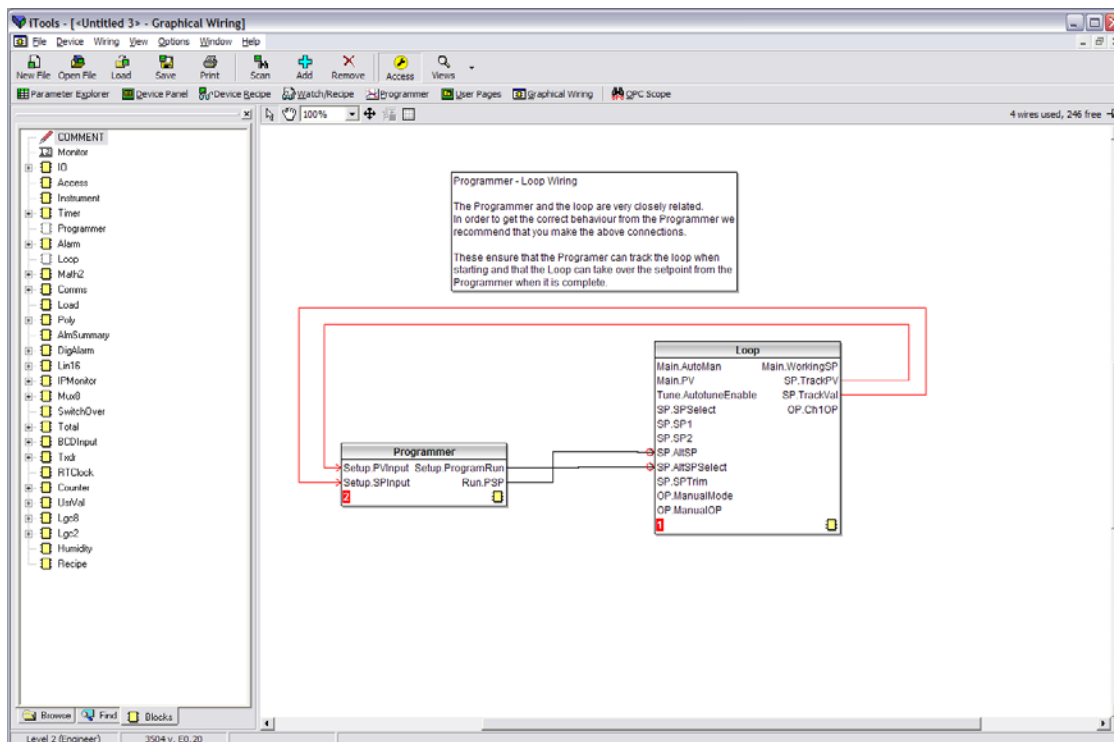 iTools - [<Untitled 3> - Graphical Wiring]
File Device Wiring View Options Window Help
New File Open File Load Save Print Scan Add Remove Access Views
Parameter Explorer Device Panel Device Recipe Watch/Recipe Programmer User Pages Graphical Wiring OPC Scope
100%
4 wires used, 246 free
COMMENT
Monitor
IO
Access
Instrument
Timer
Programmer
Alarm
Loop
Math2
Comms
Load
Poly
AlmSummary
DigAlarm
Lin16
IPMonitor
Mux8
SwitchOver
Total
BCDInput
Txdr
RTClock
Counter
UsrVal
Lgc8
Lgc2
Humidity
Recipe
Browse Find Blocks
Programmer - Loop Wiring
The Programmer and the loop are very closely related.
In order to get the correct behaviour from the Programmer we
recommend that you make the above connections.
These ensure that the Programer can track the loop when
starting and that the Loop can take over the setpoint from the
Programmer when it is complete.
Programmer
Setup.PVInput Setup.ProgramRun
Setup.SPInput Run.PSP
2
Loop
Main.AutoMan Main.WorkingSP
Main.PV SP.TrackPV
Tune.AutotuneEnable SP.TrackVal
SP.SPSelect OP.Ch1OP
SP.SP1
SP.SP2
SP.AltSP
SP.AltSPSelect
SP.SPTrim
OP.ManualMode
OP.ManualOP
1
Level 2 (Engineer) 3504 v. E0.20